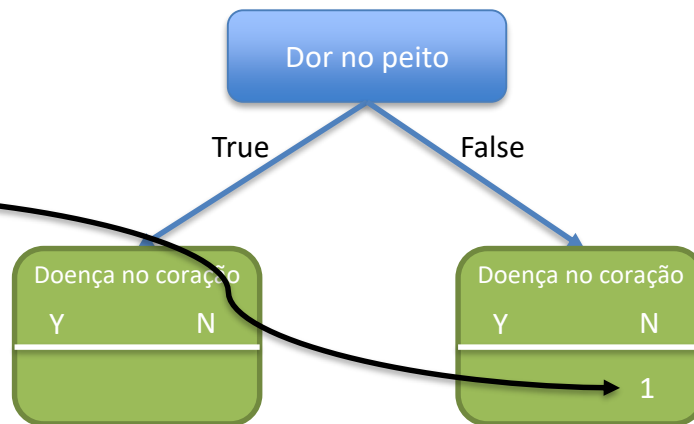 Dor no peito
True
False
Doença no coração
Y N
Doença no coração
Y N
1